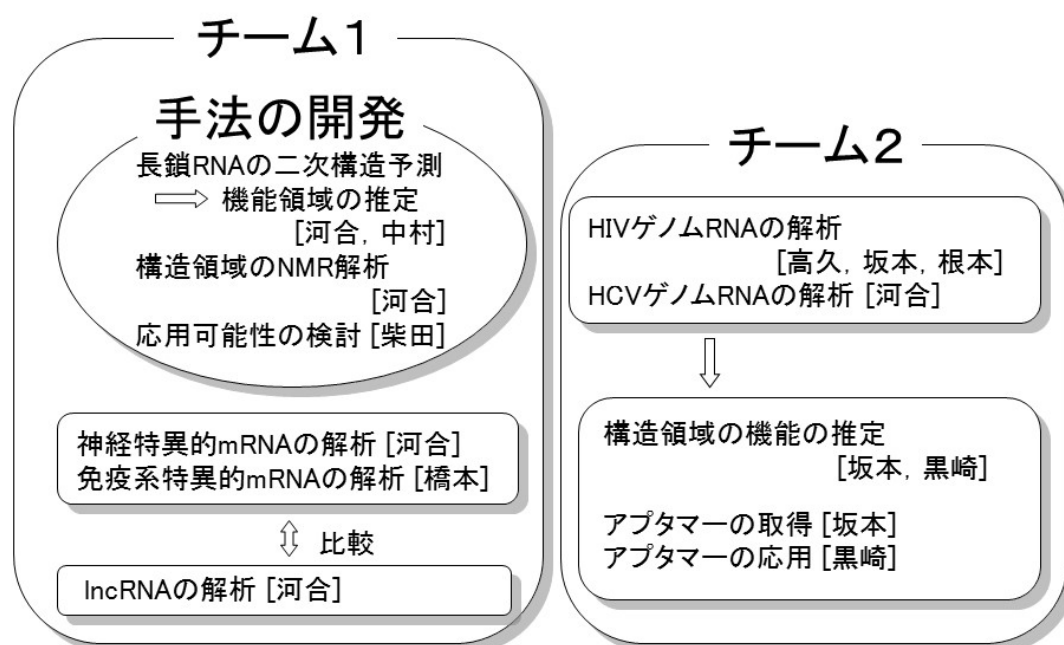 チーム1
手法の開発
長鎖RNAの二次構造予測
⇨ 機能領域の推定
[河合, 中村]
構造領域のNMR解析
[河合]
応用可能性の検討 [柴田]
神経特異的mRNAの解析 [河合]
免疫系特異的mRNAの解析 [橋本]
比較
lncRNAの解析 [河合]
チーム2
HIVゲノムRNAの解析
[高久, 坂本, 根本]
HCVゲノムRNAの解析 [河合]
構造領域の機能の推定
[坂本, 黒崎]
アプタマーの取得 [坂本]
アプタマーの応用 [黒崎]